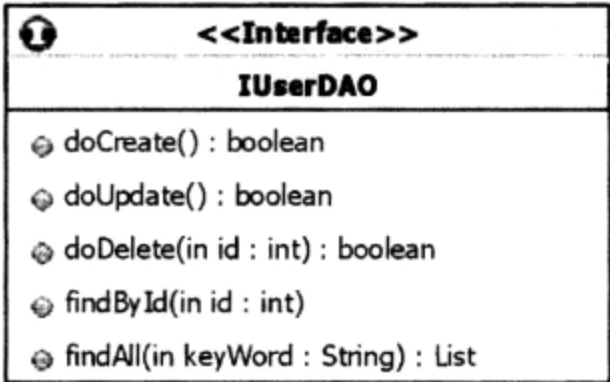 <<Interface>>
IUserDAO
doCreate() : boolean
doUpdate() : boolean
doDelete(in id : int) : boolean
findById(in id : int)
findAll(in keyWord : String) : List